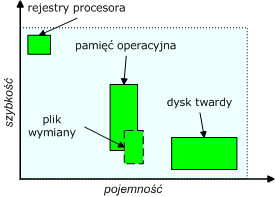 rejestry procesora
pamięć operacyjna
dysk twardy
plik
wymiany
szybkość
pojemność